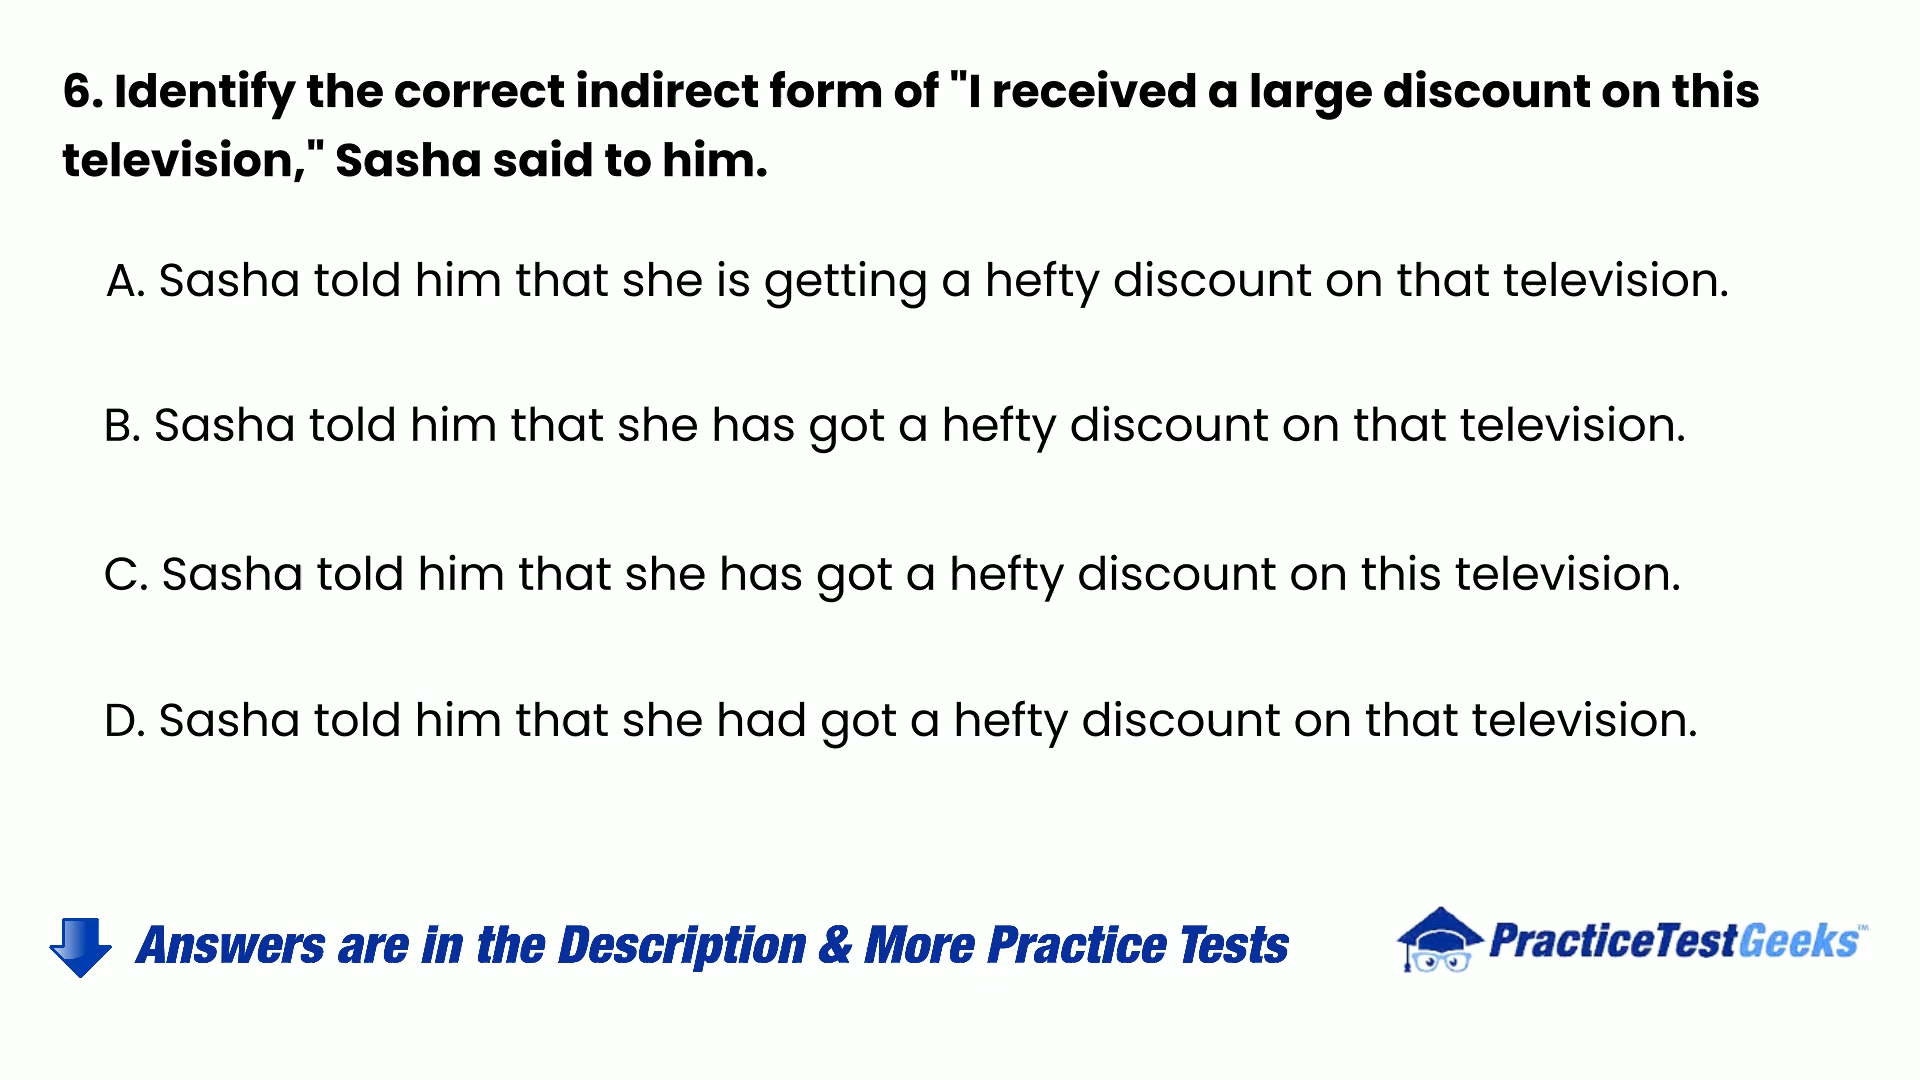 6. Identify the correct indirect form of "I received a large discount on this
television," Sasha said to him.
A. Sasha told him that she is getting a hefty discount on that television.
B. Sasha told him that she has got a hefty discount on that television.
C. Sasha told him that she has got a hefty discount on this television.
D. Sasha told him that she had got a hefty discount on that television.
Answers are in the Description & More Practice Tests
PracticeTestGeeks™